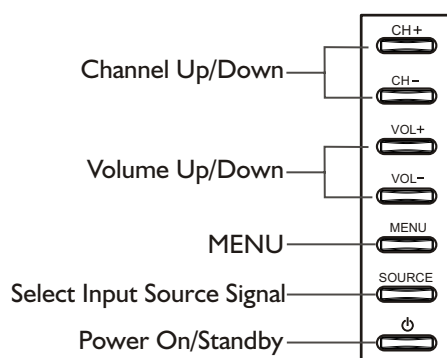 CH+
Channel Up/Down
CH-
VOL+
Volume Up/Down
VOL-
MENU
MENU
SOURCE
Select Input Source Signal
Power On/Standby